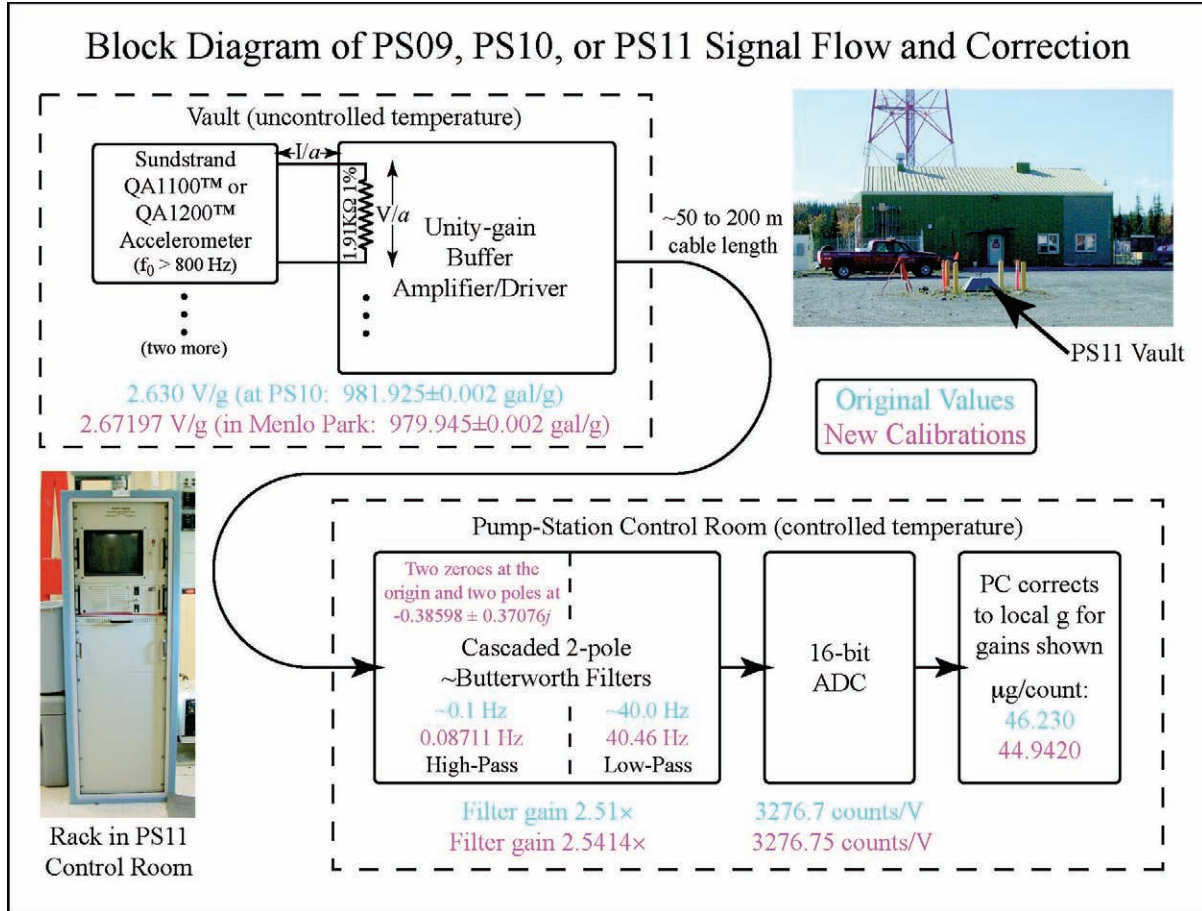 Block Diagram of PS09, PS10, or PS11 Signal Flow and Correction
Vault (uncontrolled temperature)
Sundstrand
QA1100™ or
QA1200™
Accelerometer
(f₀ > 800 Hz)
(two more)
I/a
1.91KΩ 1%
V/a
Unity-gain
Buffer
Amplifier/Driver
2.630 V/g (at PS10: 981.925±0.002 gal/g)
2.67197 V/g (in Menlo Park: 979.945±0.002 gal/g)
~50 to 200 m
cable length
PS11 Vault
Original Values
New Calibrations
Rack in PS11
Control Room
Pump-Station Control Room (controlled temperature)
Two zeroes at the
origin and two poles at
-0.38598 ± 0.37076j
Cascaded 2-pole
~Butterworth Filters
~0.1 Hz
0.08711 Hz
High-Pass
~40.0 Hz
40.46 Hz
Low-Pass
Filter gain 2.51×
Filter gain 2.5414×
16-bit
ADC
3276.7 counts/V
3276.75 counts/V
PC corrects
to local g for
gains shown
µg/count:
46.230
44.9420